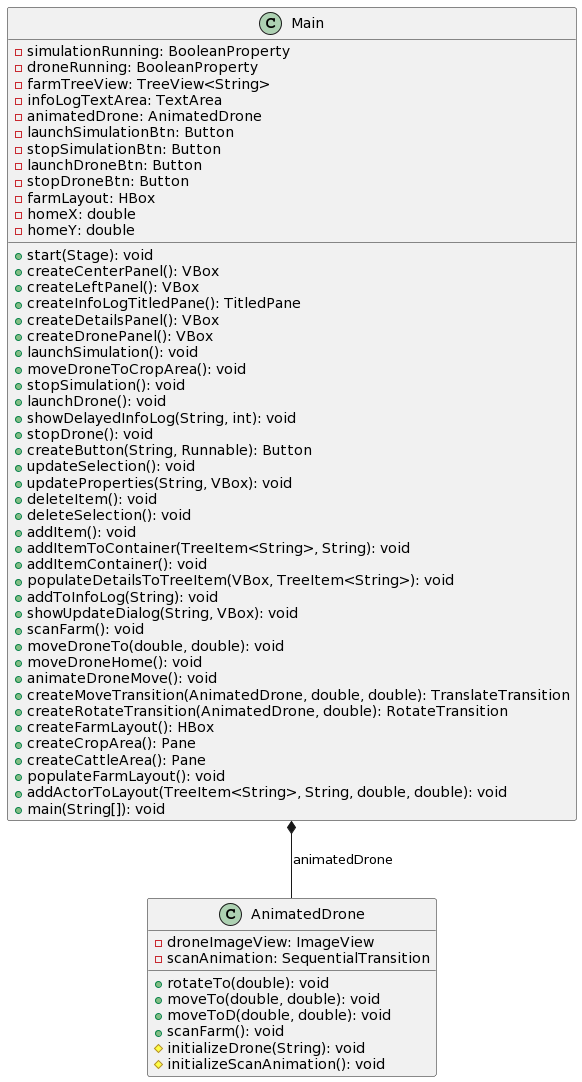 C Main
simulationRunning: BooleanProperty
droneRunning: BooleanProperty
farmTreeView: TreeView<String>
infoLogTextArea: TextArea
animatedDrone: AnimatedDrone
launchSimulationBtn: Button
stopSimulationBtn: Button
launchDroneBtn: Button
stopDroneBtn: Button
farmLayout: HBox
homeX: double
homeY: double
start(Stage): void
createCenterPanel(): VBox
createLeftPanel(): VBox
createInfoLogTitledPane(): TitledPane
createDetailsPanel(): VBox
createDronePanel(): VBox
launchSimulation(): void
moveDroneToCropArea(): void
stopSimulation(): void
launchDrone(): void
showDelayedInfoLog(String, int): void
stopDrone(): void
createButton(String, Runnable): Button
updateSelection(): void
updateProperties(String, VBox): void
deleteItem(): void
deleteSelection(): void
addItem(): void
addItemToContainer(TreeItem<String>, String): void
addItemContainer(): void
populateDetailsToTreeItem(VBox, TreeItem<String>): void
addToInfoLog(String): void
showUpdateDialog(String, VBox): void
scanFarm(): void
moveDroneTo(double, double): void
moveDroneHome(): void
animateDroneMove(): void
createMoveTransition(AnimatedDrone, double, double): TranslateTransition
createRotateTransition(AnimatedDrone, double): RotateTransition
createFarmLayout(): HBox
createCropArea(): Pane
createCattleArea(): Pane
populateFarmLayout(): void
addActorToLayout(TreeItem<String>, String, double, double): void
main(String[]): void
animatedDrone
C AnimatedDrone
droneImageView: ImageView
scanAnimation: SequentialTransition
rotateTo(double): void
moveTo(double, double): void
moveToD(double, double): void
scanFarm(): void
initializeDrone(String): void
initializeScanAnimation(): void